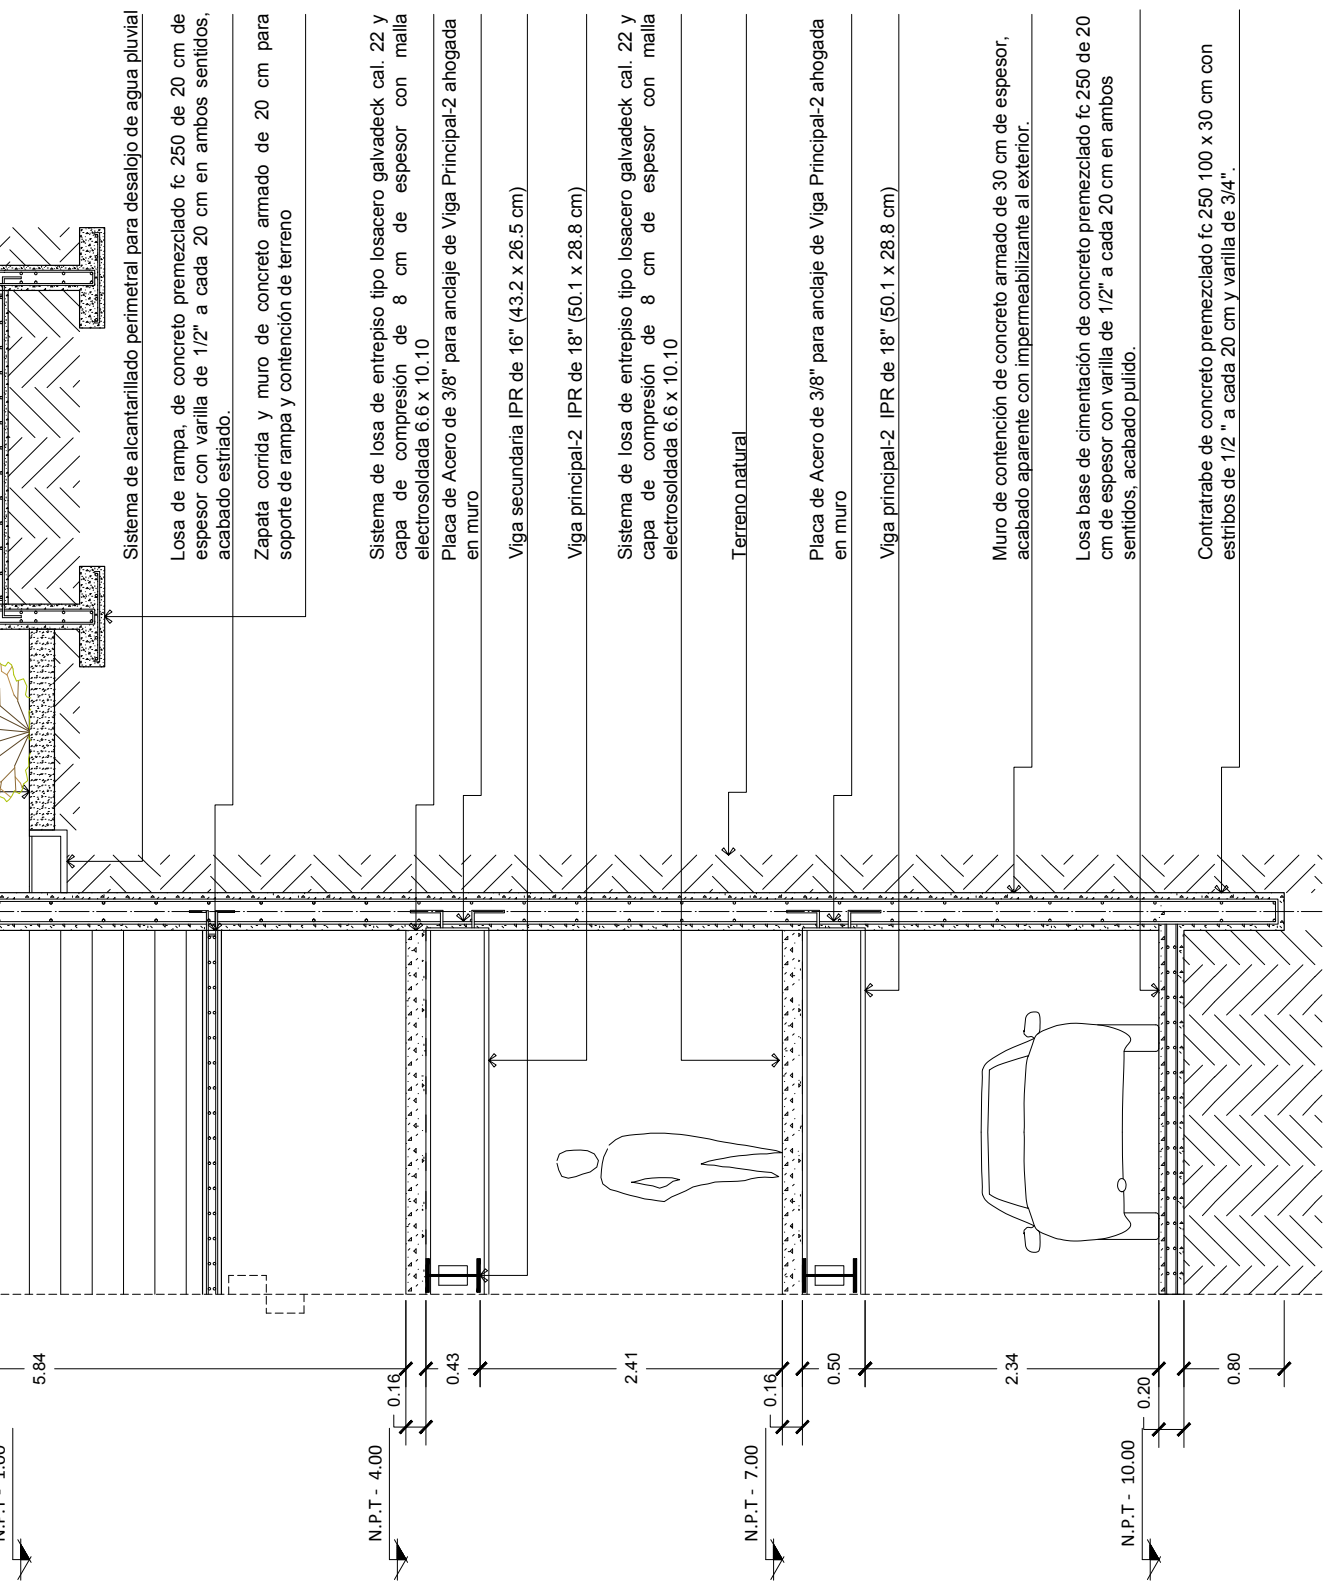 Sistema de alcantarillado perimetral para desalojo de agua pluvial
Losa de rampa, de concreto premezclado fc 250 de 20 cm de
espesor con varilla de 1/2" a cada 20 cm en ambos sentidos,
acabado estriado.
Zapata corrida y muro de concreto armado de 20 cm para
soporte de rampa y contención de terreno
Sistema de losa de entrepiso tipo losacero galvadeck cal. 22 y
capa de compresión de 8 cm de espesor con malla
electrosoldada 6.6 x 10.10
Placa de Acero de 3/8" para anclaje de Viga Principal-2 ahogada
en muro
Viga secundaria IPR de 16" (43.2 x 26.5 cm)
Viga principal-2 IPR de 18" (50.1 x 28.8 cm)
Sistema de losa de entrepiso tipo losacero galvadeck cal. 22 y
capa de compresión de 8 cm de espesor con malla
electrosoldada 6.6 x 10.10
Terreno natural
Placa de Acero de 3/8" para anclaje de Viga Principal-2 ahogada
en muro
Viga principal-2 IPR de 18" (50.1 x 28.8 cm)
Muro de contención de concreto armado de 30 cm de espesor,
acabado aparente con impermeabilizante al exterior.
Losa base de cimentación de concreto premezclado fc 250 de 20
cm de espesor con varilla de 1/2" a cada 20 cm en ambos
sentidos, acabado pulido.
Contratrabe de concreto premezclado fc 250 100 x 30 cm con
estribos de 1/2 " a cada 20 cm y varilla de 3/4".
5.84
0.16
0.43
2.41
0.16
0.50
2.34
0.20
0.80
N.P.T - 1.00
N.P.T - 4.00
N.P.T - 7.00
N.P.T - 10.00